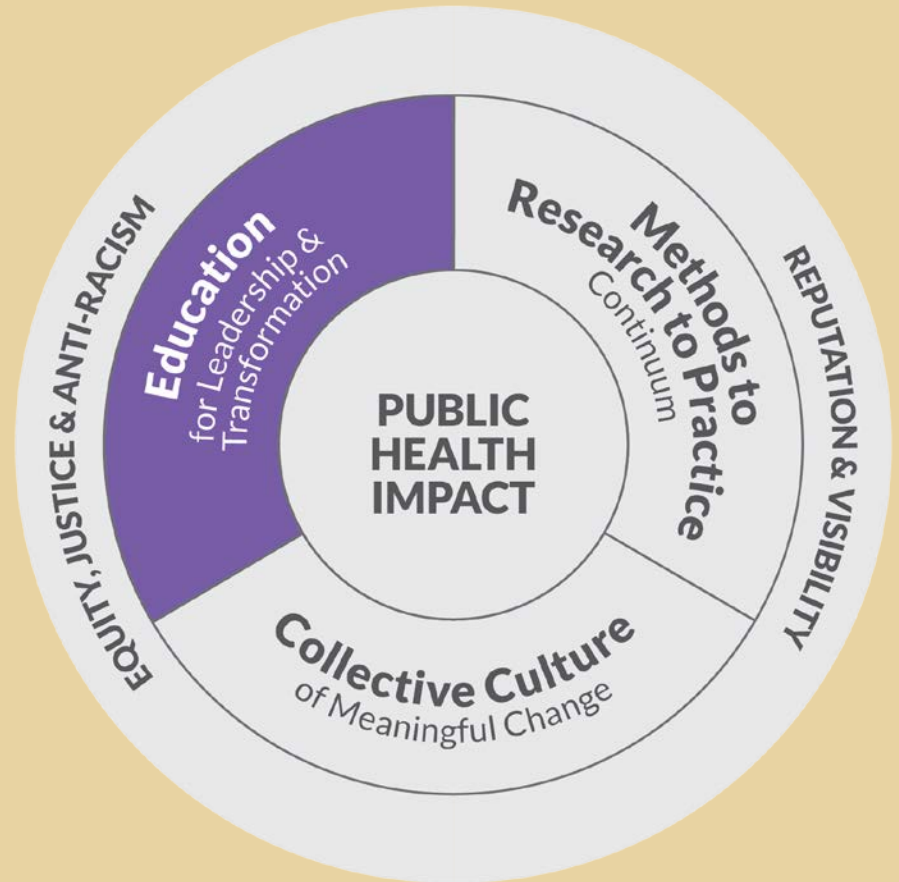 EQUITY, JUSTICE & ANTI-RACISM
Education
for Leadership &
Transformation
Methods to
Research to Practice
Continuum
REPUTATION & VISIBILITY
PUBLIC
HEALTH
IMPACT
Collective Culture
of Meaningful Change